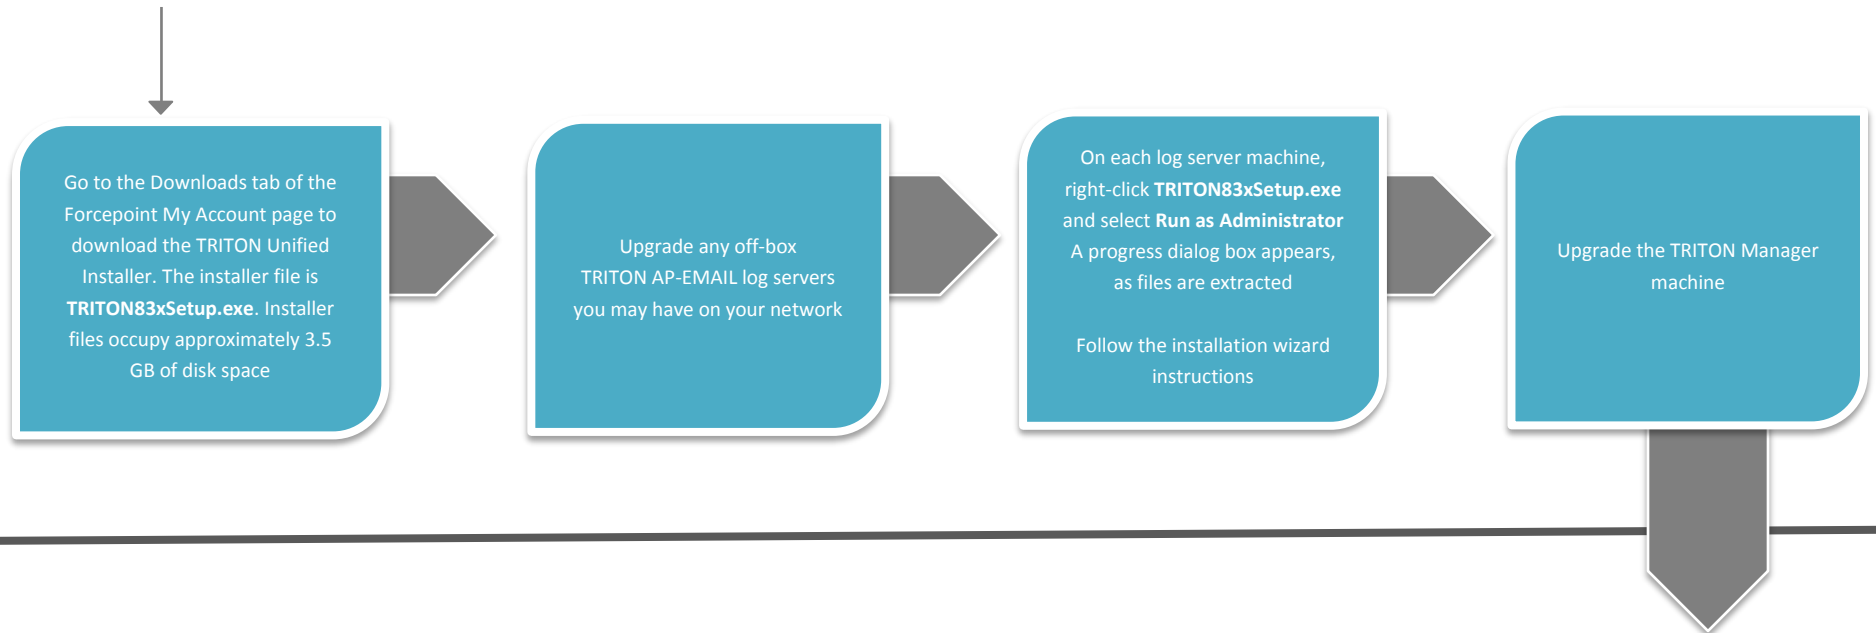 Go to the Downloads tab of the
Forcepoint My Account page to
download the TRITON Unified
Installer. The installer file is
TRITON83xSetup.exe. Installer
files occupy approximately 3.5
GB of disk space
Upgrade any off-box
TRITON AP-EMAIL log servers
you may have on your network
On each log server machine,
right-click TRITON83xSetup.exe
and select Run as Administrator
A progress dialog box appears,
as files are extracted
Follow the installation wizard
instructions
Upgrade the TRITON Manager
machine